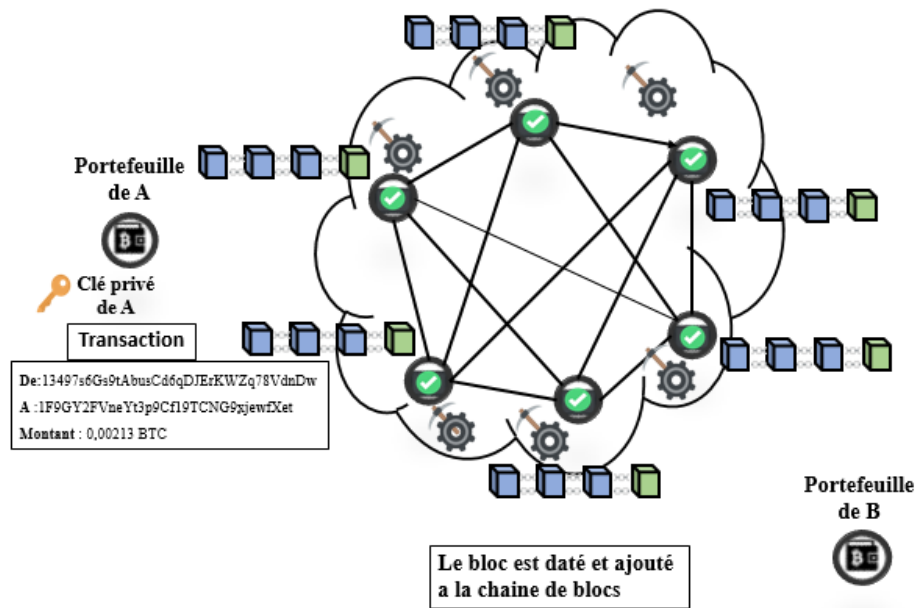 Portefeuille
de A
Clé privé
de A
Transaction
De:13497s6Gs9tAbusCd6qDJErKWZq78VdnDw
A :1F9GY2FVneYt3p9Cf19TCNG9xjewfXet
Montant : 0,00213 BTC
Portefeuille
de B
Le bloc est daté et ajouté
a la chaine de blocs